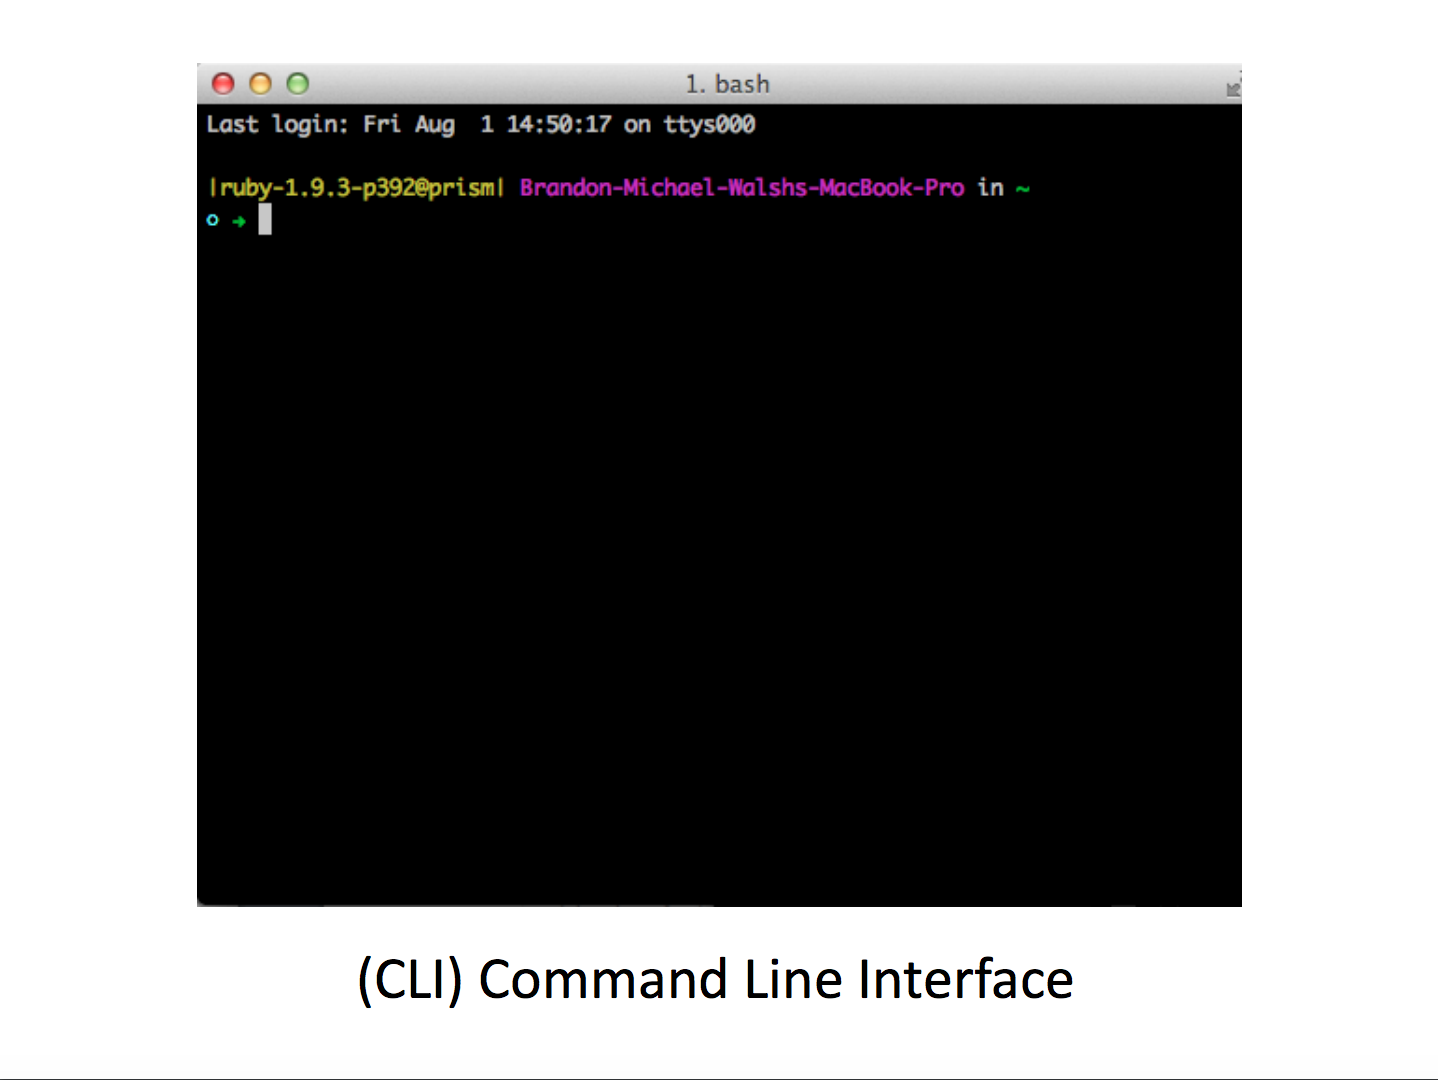 1. bash
Last login: Fri Aug  1 14:50:17 on ttys000
|ruby-1.9.3-p392@prism| Brandon-Michael-Walshs-MacBook-Pro in ~
○ ➜
(CLI) Command Line Interface